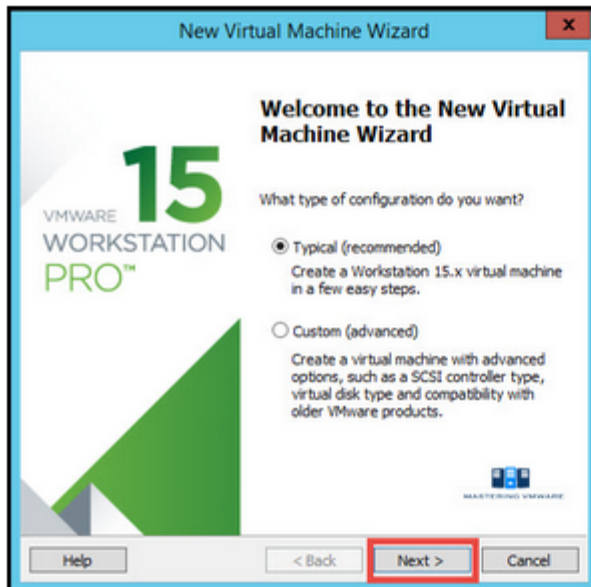 New Virtual Machine Wizard
x
VMWARE 15
WORKSTATION
PRO™
Welcome to the New Virtual
Machine Wizard
What type of configuration do you want?
Typical (recommended)
Create a Workstation 15.x virtual machine
in a few easy steps.
Custom (advanced)
Create a virtual machine with advanced
options, such as a SCSI controller type,
virtual disk type and compatibility with
older VMware products.
MASTERING VMWARE
Help
< Back
Next >
Cancel